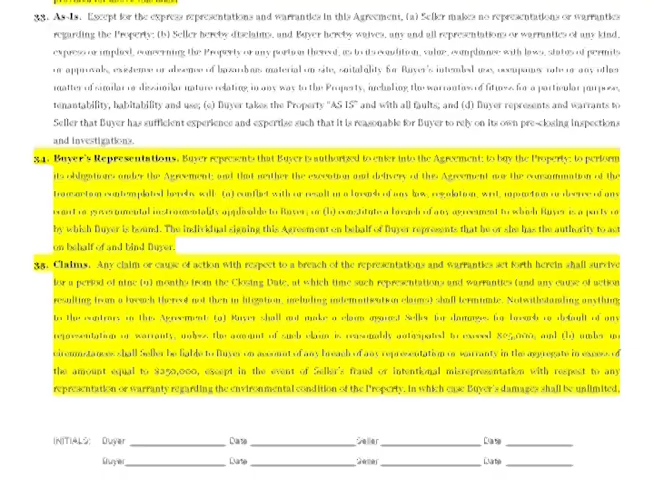 33. As-Is. Except for the express representations and warranties in this Agreement, (a) Seller makes no representations or warranties
regarding the Property; (b) Seller hereby disclaims, and Buyer hereby waives, any and all representations or warranties of any kind,
express or implied, concerning the Property or any portion thereof, as to its condition, value, compliance with laws, status of permits
or approvals, existence or absence of hazardous material on site, suitability for Buyer's intended use, occupancy rate or any other
matter of similar or dissimilar nature relating in any way to the Property, including the warranties of fitness for a particular purpose,
tenantability, habitability and use; (c) Buyer takes the Property "AS IS" and with all faults; and (d) Buyer represents and warrants to
Seller that Buyer has sufficient experience and expertise such that it is reasonable for Buyer to rely on its own pre-closing inspections
and investigations.
34. Buyer's Representations. Buyer represents that Buyer is authorized to enter into the Agreement; to buy the Property; to perform
its obligations under the Agreement; and that neither the execution and delivery of this Agreement nor the consummation of the
transaction contemplated hereby will: (a) conflict with or result in a breach of any law, regulation, writ, injunction or decree of any
court or governmental instrumentality applicable to Buyer; or (b) constitute a breach of any agreement to which Buyer is a party or
by which Buyer is bound. The individual signing this Agreement on behalf of Buyer represents that he or she has the authority to act
on behalf of and bind Buyer.
35. Claims. Any claim or cause of action with respect to a breach of the representations and warranties set forth herein shall survive
for a period of nine (9) months from the Closing Date, at which time such representations and warranties (and any cause of action
resulting from a breach thereof not then in litigation, including indemnification claims) shall terminate. Notwithstanding anything
to the contrary in this Agreement: (a) Buyer shall not make a claim against Seller for damages for breach or default of any
representation or warranty, unless the amount of such claim is reasonably anticipated to exceed $25,000; and (b) under no
circumstances shall Seller be liable to Buyer on account of any breach of any representation or warranty in the aggregate in excess of
the amount equal to $250,000, except in the event of Seller's fraud or intentional misrepresentation with respect to any
representation or warranty regarding the environmental condition of the Property, in which case Buyer's damages shall be unlimited.
INITIALS: Buyer Date Seller Date
Buyer Date Seller Date